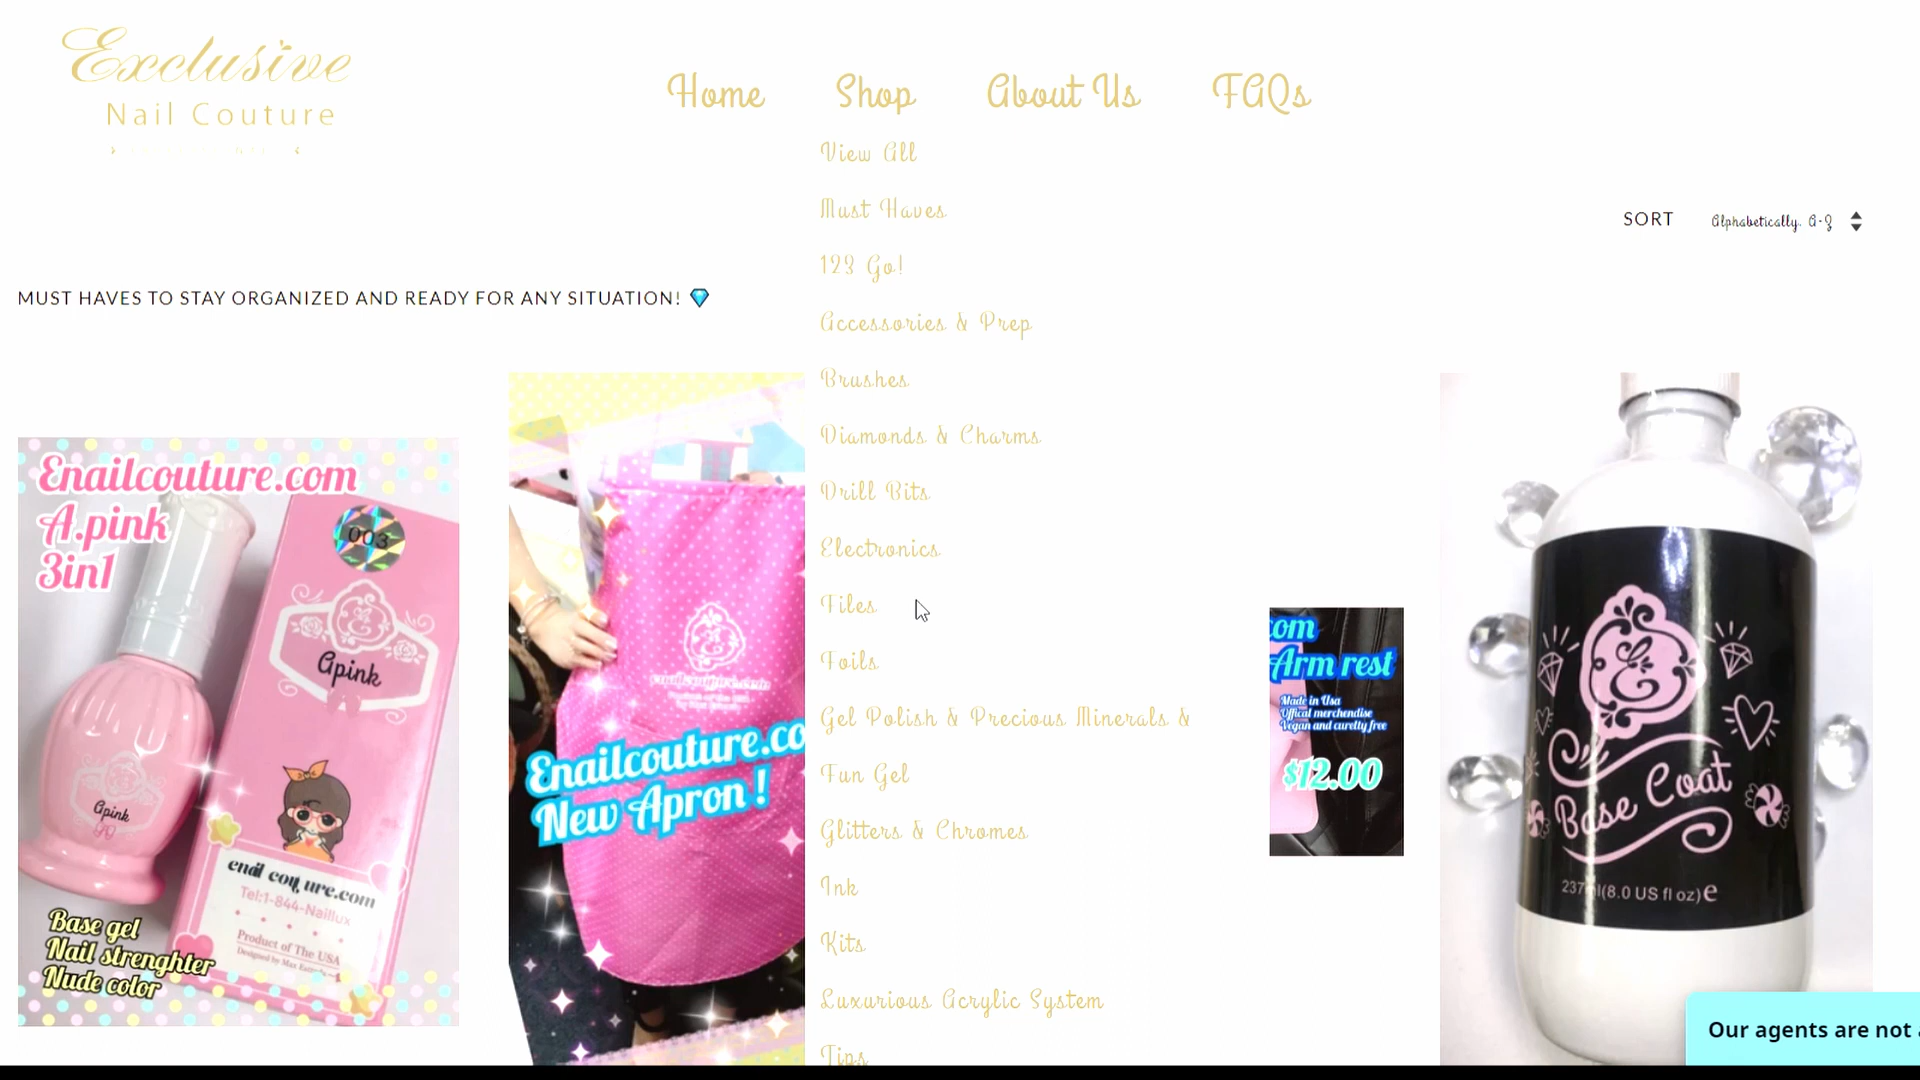 Exclusive
Nail Couture
Home
Shop
About Us
FAQs
View All
Must Haves
123 Go!
Accessories & Prep
Brushes
Diamonds & Charms
Drill Bits
Electronics
Files
Foils
Gel Polish & Precious Minerals &
Fun Gel
Glitters & Chromes
Ink
Kits
Luxurious Acrylic System
Tips
SORT
Alphabetically, A-Z
MUST HAVES TO STAY ORGANIZED AND READY FOR ANY SITUATION!
Enailcouture.com
A.pink
3in1
003
apink
apink
enail couture.com
Tel:1-844-Naillux
Product of The USA
Base gel
Nail strenghter
Nude color
enailcouture.com
Enailcouture.co
New Apron !
com
Arm rest
Made in Usa
Offical merchendise
Vegan and curelty free
$12.00
E
Base Coat
237ml(8.0 US fl oz)e
Our agents are not a